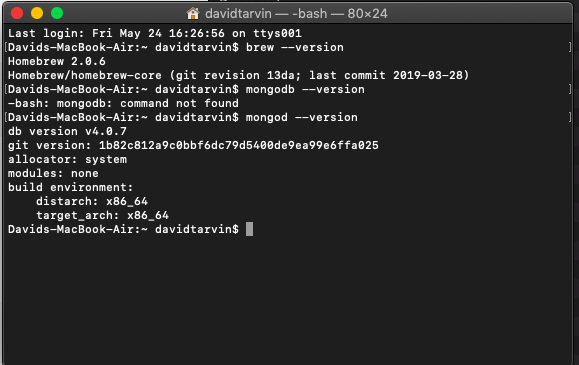 davidtarvin — -bash — 80×24
Last login: Fri May 24 16:26:56 on ttys001
[Davids-MacBook-Air:~ davidtarvin$ brew --version ]
Homebrew 2.0.6
Homebrew/homebrew-core (git revision 13da; last commit 2019-03-28)
[Davids-MacBook-Air:~ davidtarvin$ mongodb --version ]
-bash: mongodb: command not found
[Davids-MacBook-Air:~ davidtarvin$ mongod --version ]
db version v4.0.7
git version: 1b82c812a9c0bbf6dc79d5400de9ea99e6ffa025
allocator: system
modules: none
build environment:
    distarch: x86_64
    target_arch: x86_64
Davids-MacBook-Air:~ davidtarvin$